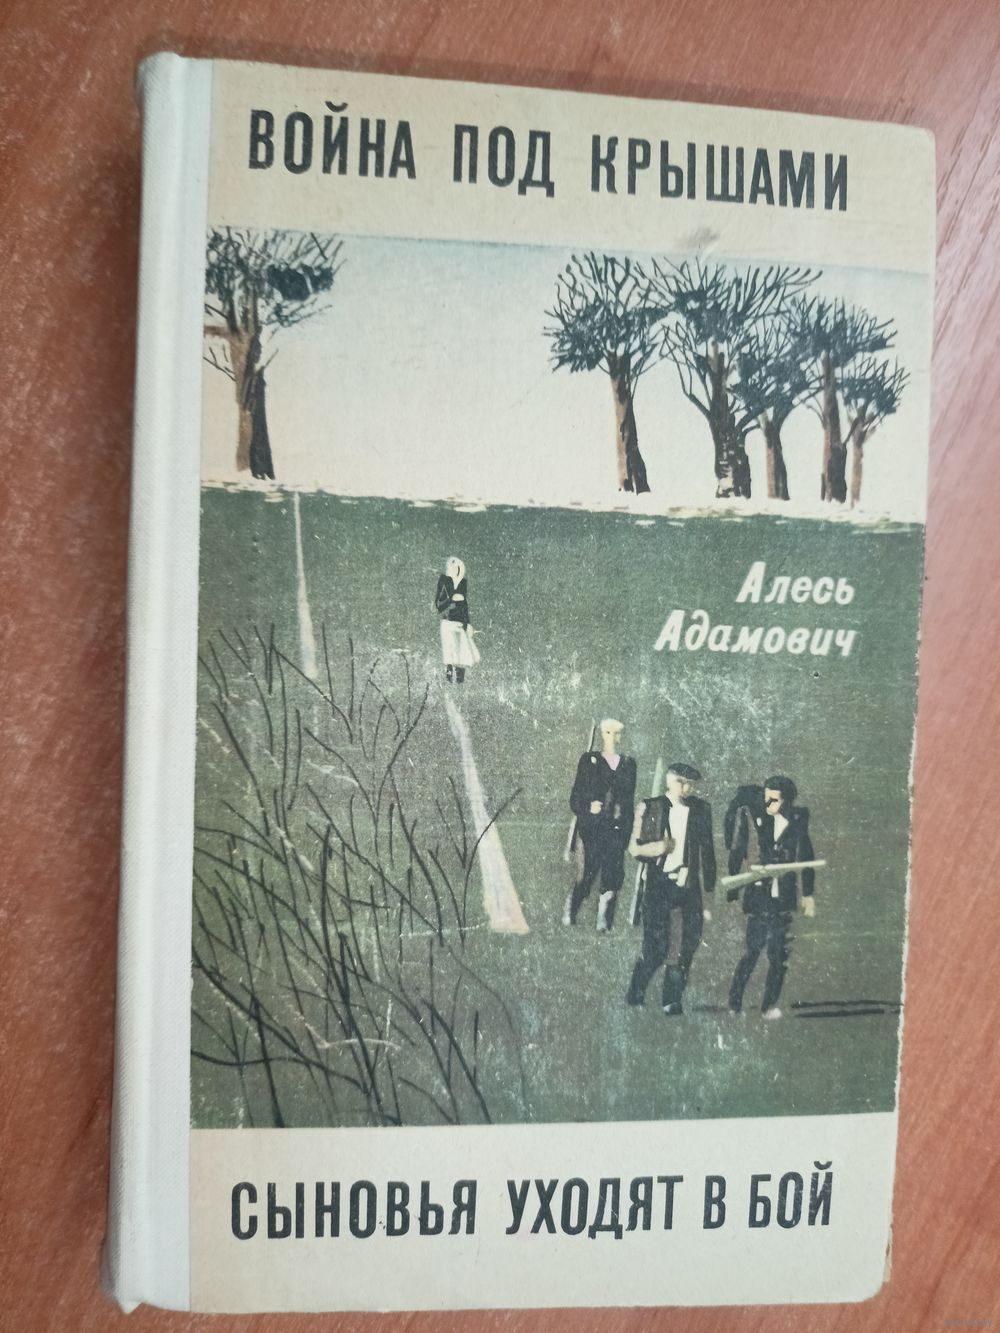 ВОЙНА ПОД КРЫШАМИ
Алесь
Адамович
СЫНОВЬЯ УХОДЯТ В БОЙ